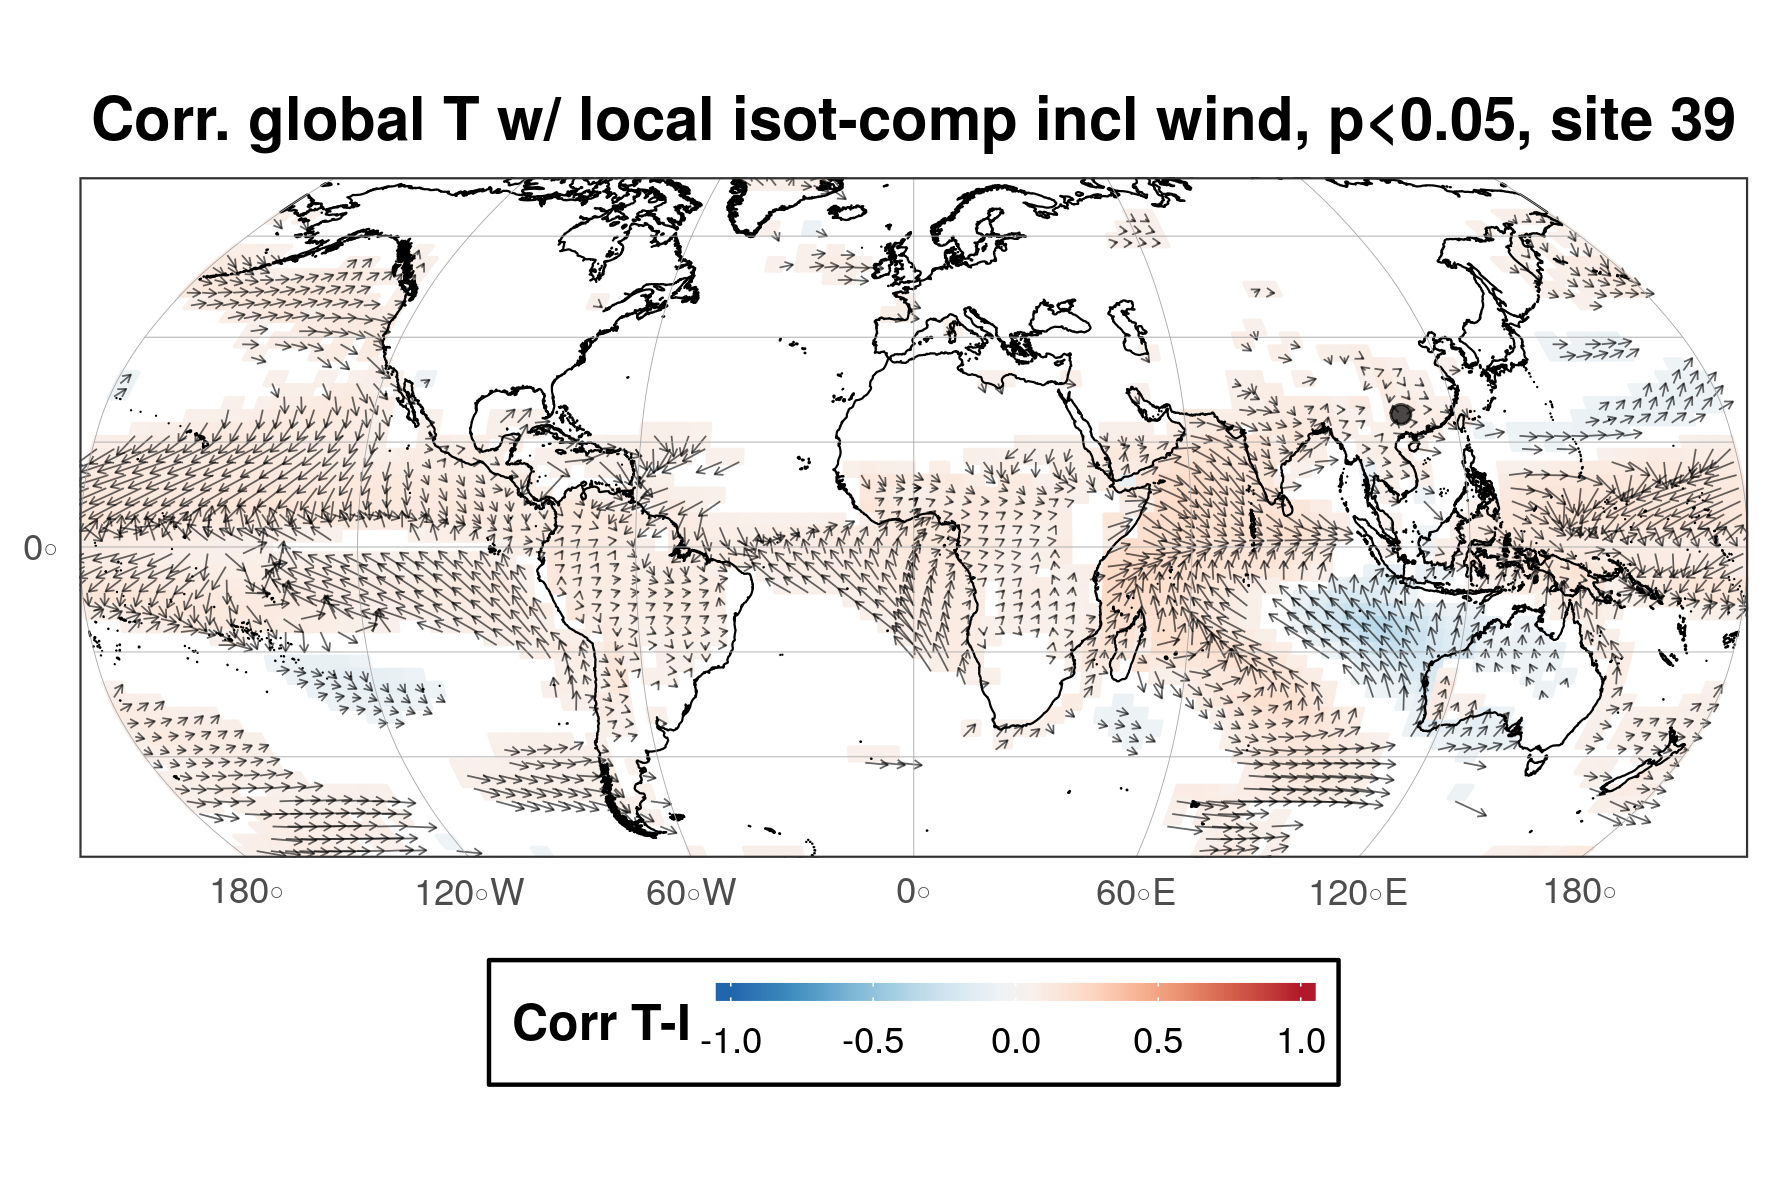 Corr. global T w/ local isot-comp incl wind, p<0.05, site 39
0°
180° 120°W 60°W 0° 60°E 120°E 180°
Corr T-I
-1.0 -0.5 0.0 0.5 1.0